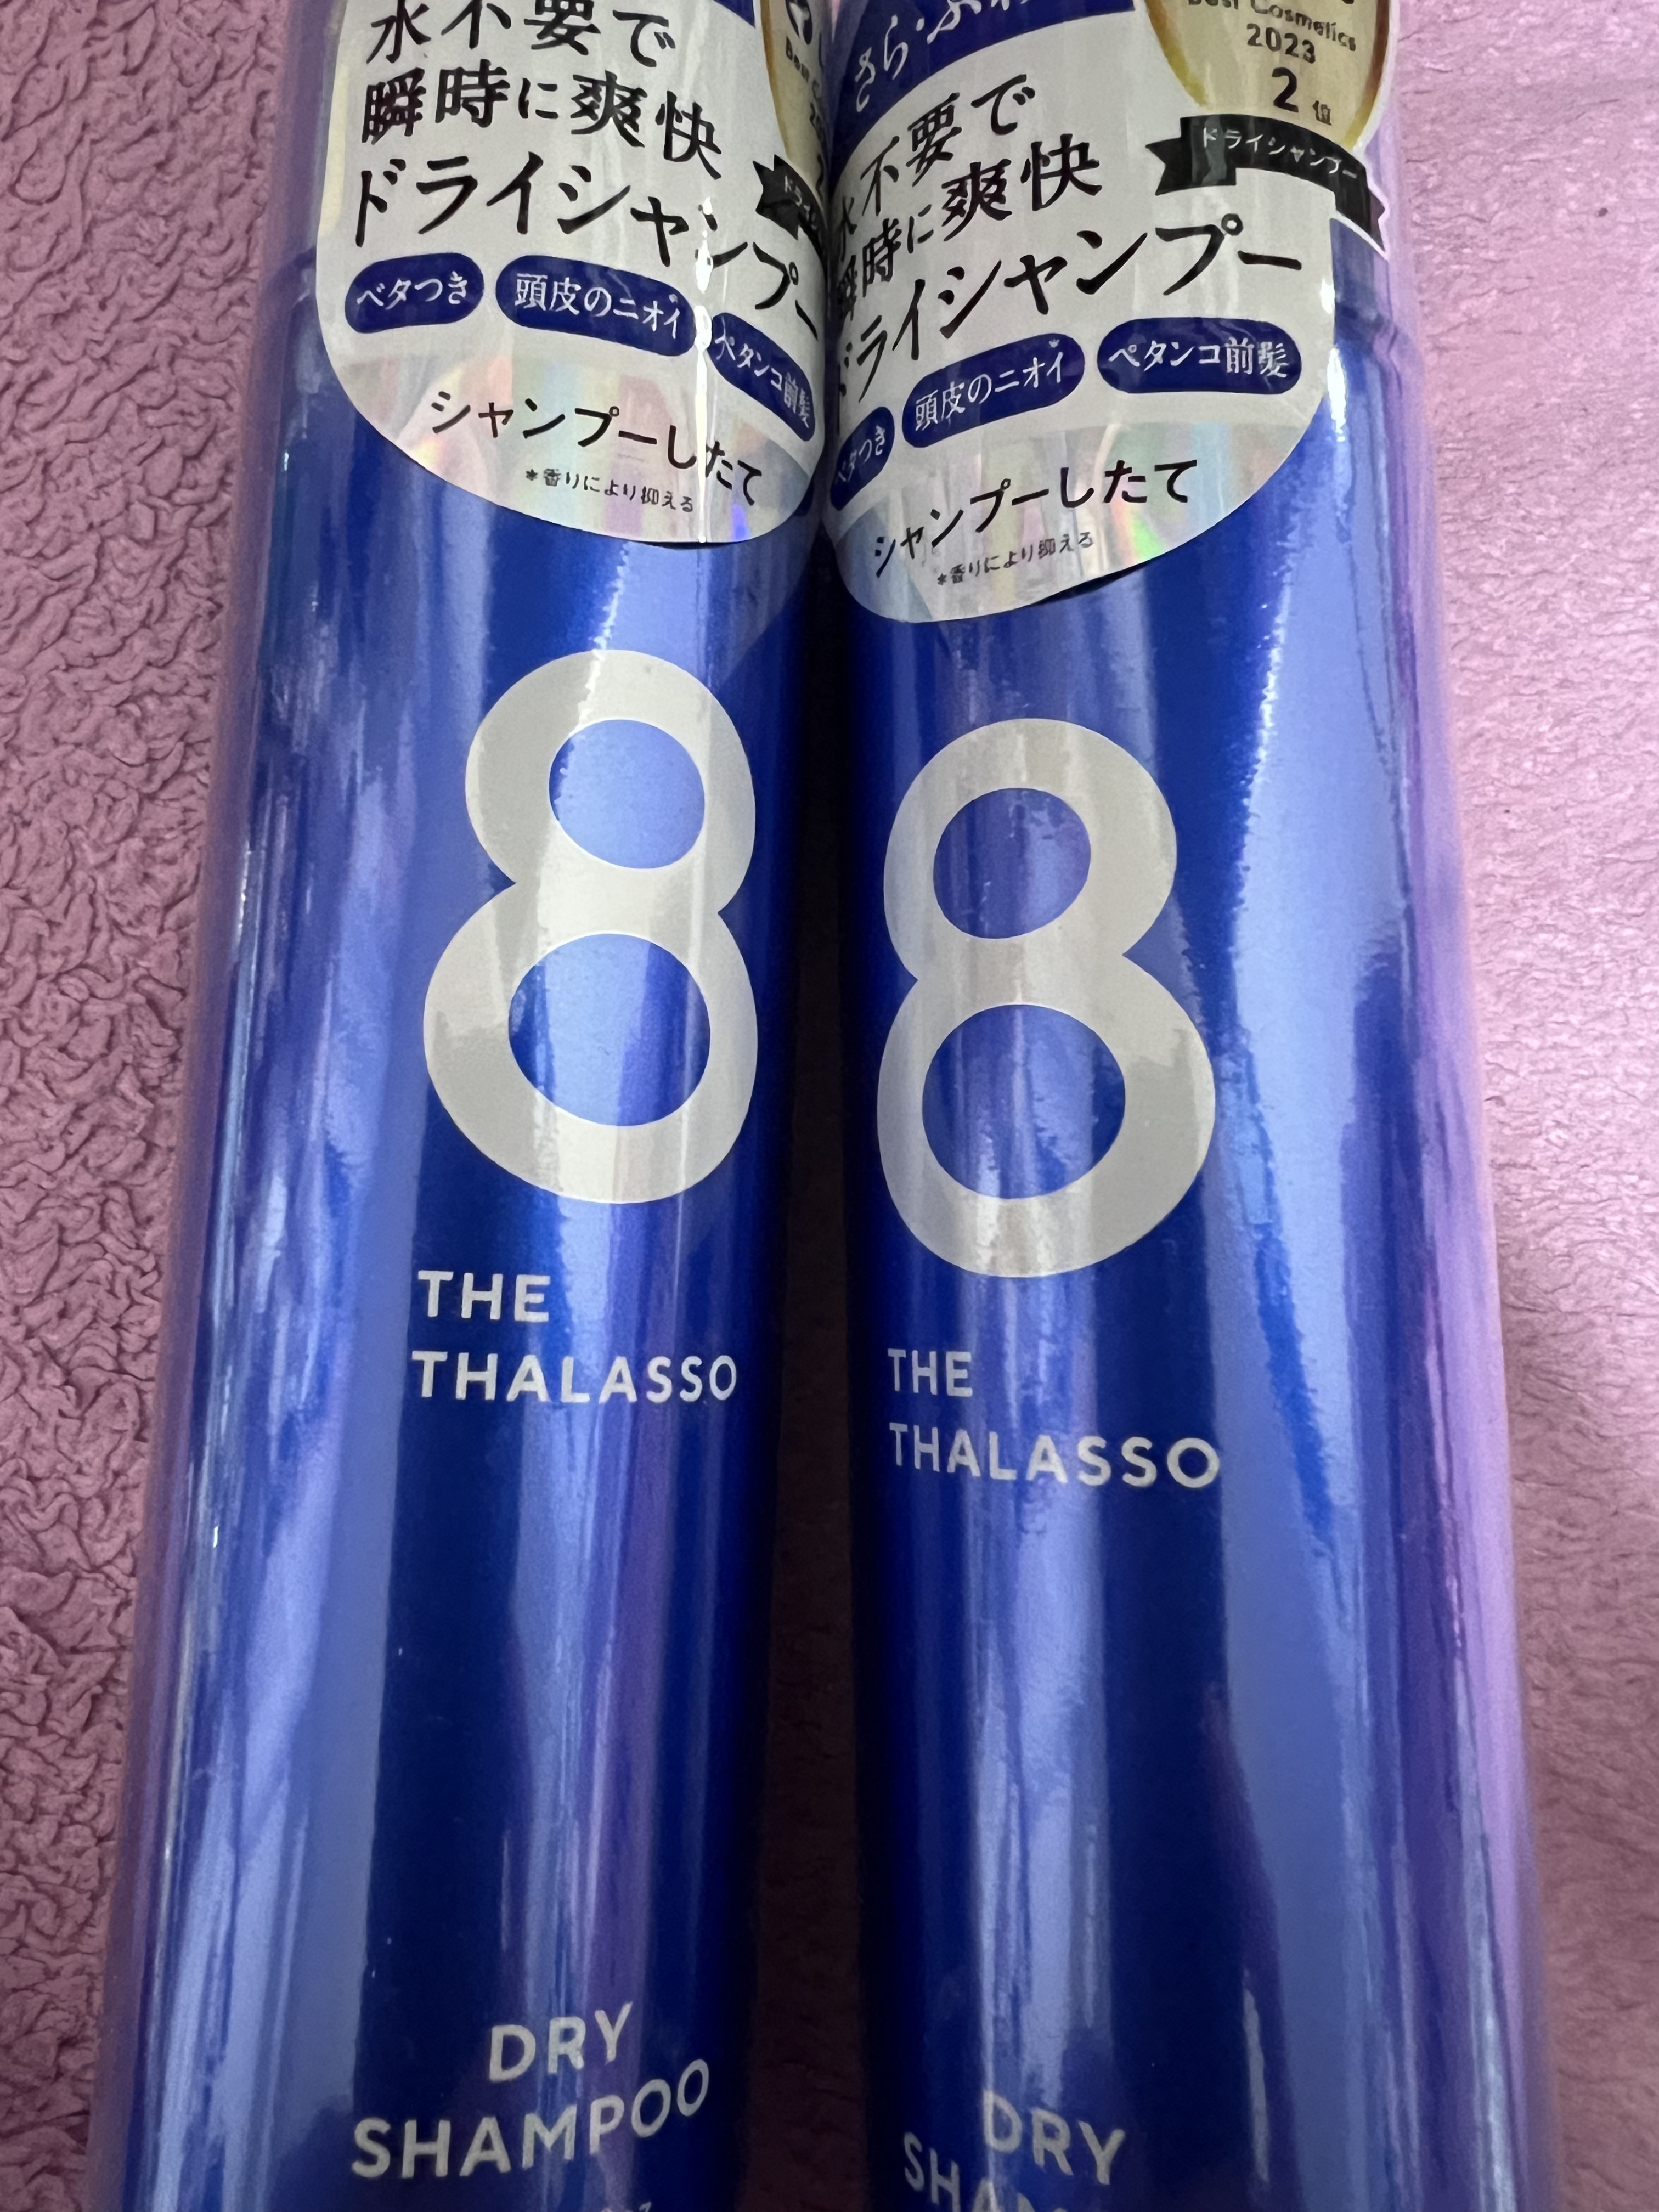 水不要で
瞬時に爽快
ドライシャンプー
ベタつき 頭皮のニオイ ペタンコ前髪
シャンプーしたて
*香りにより抑える
8
THE
THALASSO
DRY
SHAMPOO
さら・ふわ
Best Cosmetics
2023
2位
ドライシャンプー
水不要で
瞬時に爽快
ドライシャンプー
ベタつき 頭皮のニオイ ペタンコ前髪
シャンプーしたて
*香りにより抑える
8
THE
THALASSO
DRY